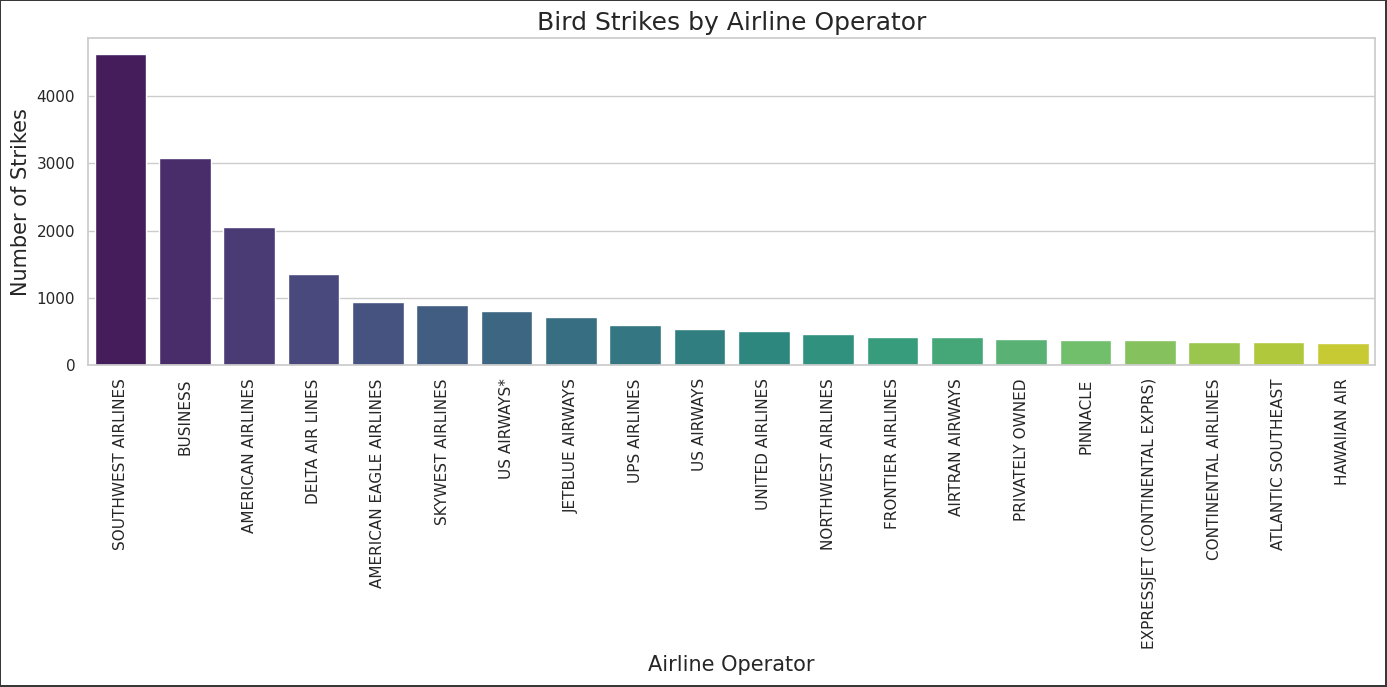 Bird Strikes by Airline Operator
Number of Strikes
4000
3000
2000
1000
0
SOUTHWEST AIRLINES
BUSINESS
AMERICAN AIRLINES
DELTA AIR LINES
AMERICAN EAGLE AIRLINES
SKYWEST AIRLINES
US AIRWAYS*
JETBLUE AIRWAYS
UPS AIRLINES
US AIRWAYS
UNITED AIRLINES
NORTHWEST AIRLINES
FRONTIER AIRLINES
AIRTRAN AIRWAYS
PRIVATELY OWNED
PINNACLE
EXPRESSJET (CONTINENTAL EXPRS)
CONTINENTAL AIRLINES
ATLANTIC SOUTHEAST
HAWAIIAN AIR
Airline Operator